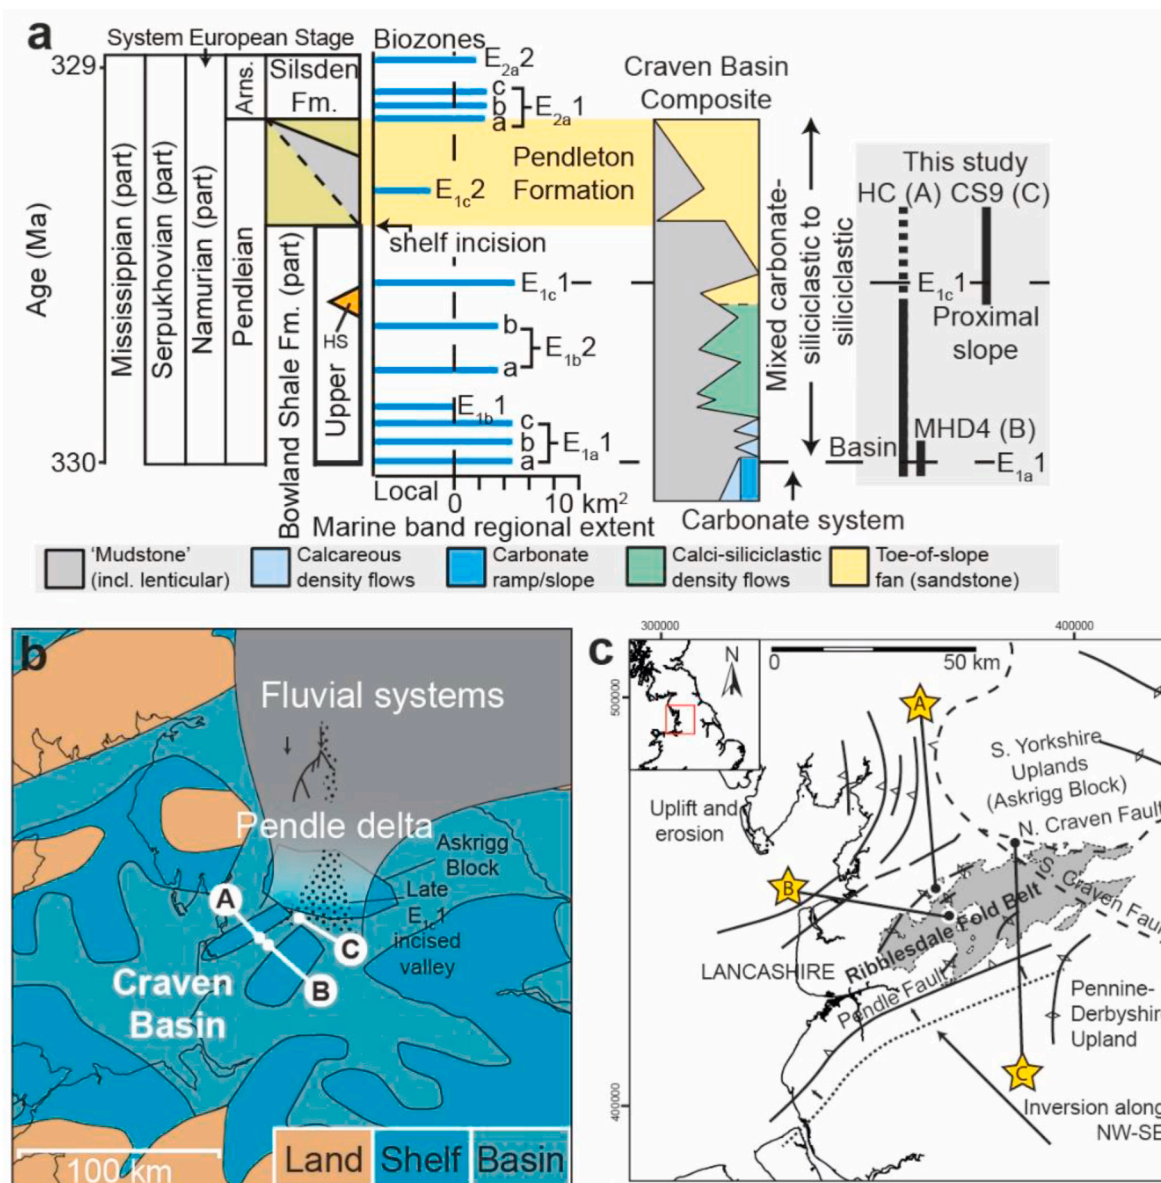 a
System European Stage
Biozones
329
Age (Ma)
330
Mississippian (part)
Serpukhovian (part)
Namurian (part)
Arns.
Pendleian
Silsden
Fm.
Bowland Shale Fm. (part)
Upper
HS
E2a2
c
b
a
E2a1
Pendleton
Formation
E1c2
shelf incision
E1c1
b
a
E1b2
E1b1
c
b
a
E1a1
Local
0
10 km2
Marine band regional extent
Craven Basin
Composite
Mixed carbonate-
siliciclastic to
siliciclastic
Carbonate system
This study
HC (A) CS9 (C)
E1c1
Proximal
slope
MHD4 (B)
Basin
E1a1
'Mudstone'
(incl. lenticular)
Calcareous
density flows
Carbonate
ramp/slope
Calci-siliciclastic
density flows
Toe-of-slope
fan (sandstone)
b
Fluvial systems
Pendle delta
Askrigg
Block
Late
E1c1
incised
valley
A
C
B
Craven
Basin
100 km
Land
Shelf
Basin
c
300000
400000
500000
400000
N
0
50 km
A
S. Yorkshire
Uplands
(Askrigg Block)
Uplift and
erosion
N. Craven Fault
B
S. Craven Fau
Ribblesdale Fold Belt
LANCASHIRE
Pendle Fault
Pennine-
Derbyshire
Upland
C
Inversion along
NW-SE